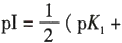 pI = 1/2 ( pK₁ +